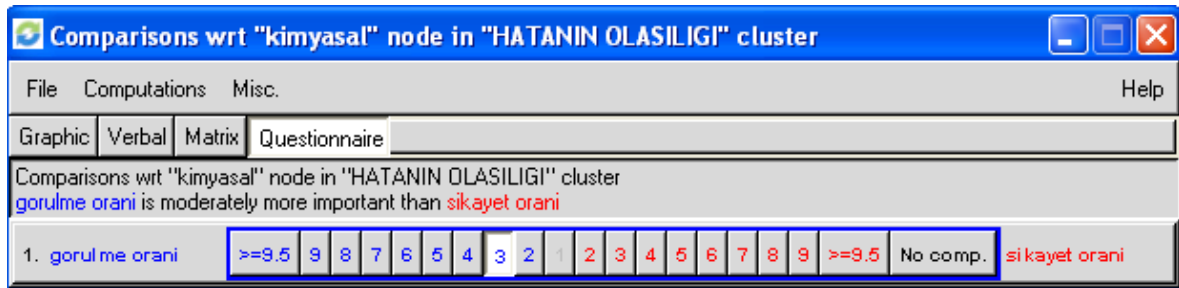 Comparisons wrt "kimyasal" node in "HATANIN OLASILIGI" cluster
File Computations Misc. Help
Graphic Verbal Matrix Questionnaire
Comparisons wrt "kimyasal" node in "HATANIN OLASILIGI" cluster
gorulme orani is moderately more important than sikayet orani
1. gorulme orani >=9.5 9 8 7 6 5 4 3 2 1 2 3 4 5 6 7 8 9 >=9.5 No comp. sikayet orani